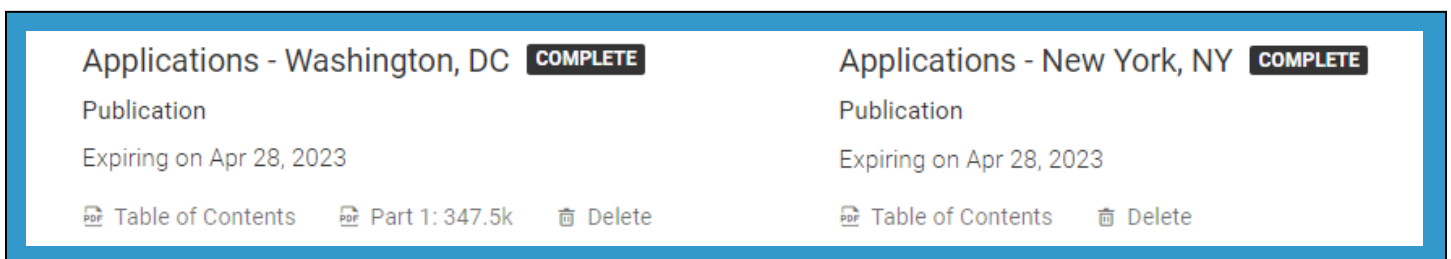 Applications - Washington, DC COMPLETE
Publication
Expiring on Apr 28, 2023
PDF Table of Contents PDF Part 1: 347.5k Delete
Applications - New York, NY COMPLETE
Publication
Expiring on Apr 28, 2023
PDF Table of Contents Delete